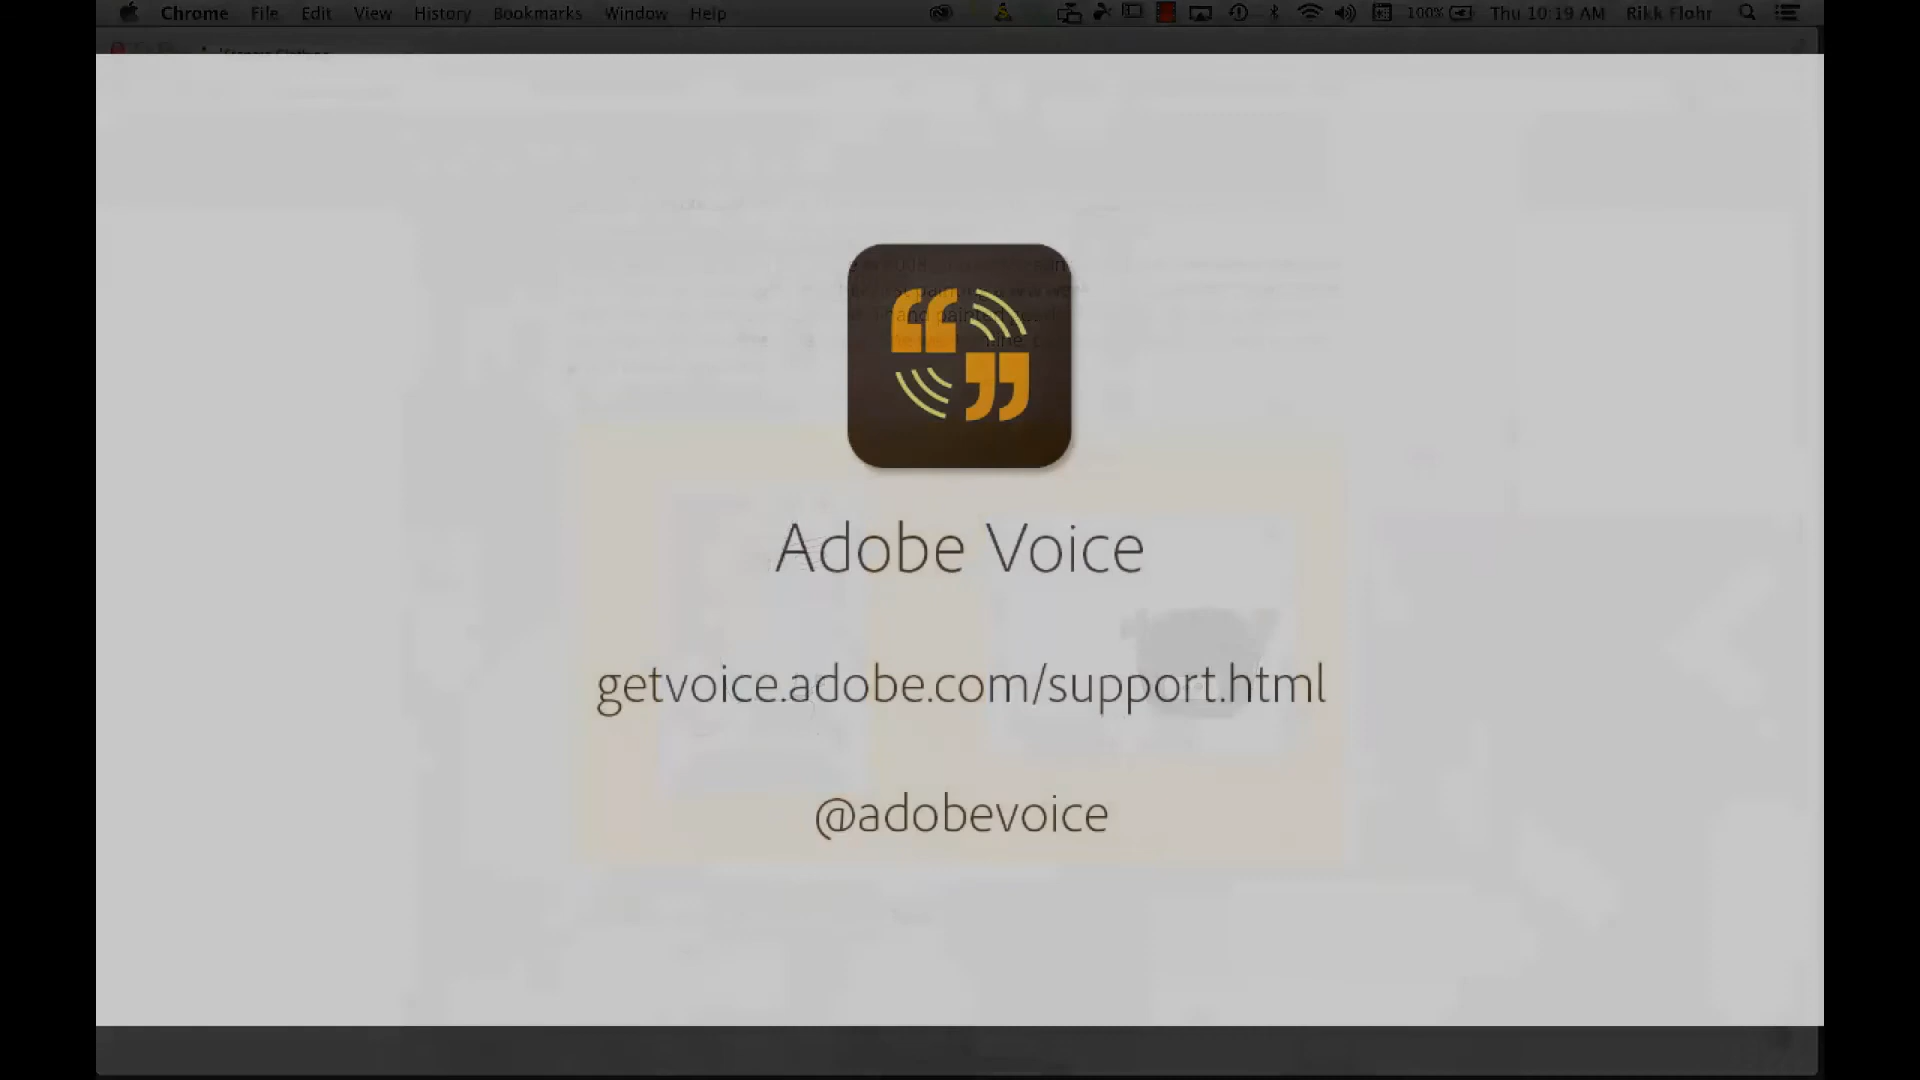 Chrome File Edit View History Bookmarks Window Help 100% Thu 10:19 AM Rikk Flohr
Adobe Voice
getvoice.adobe.com/support.html
@adobevoice